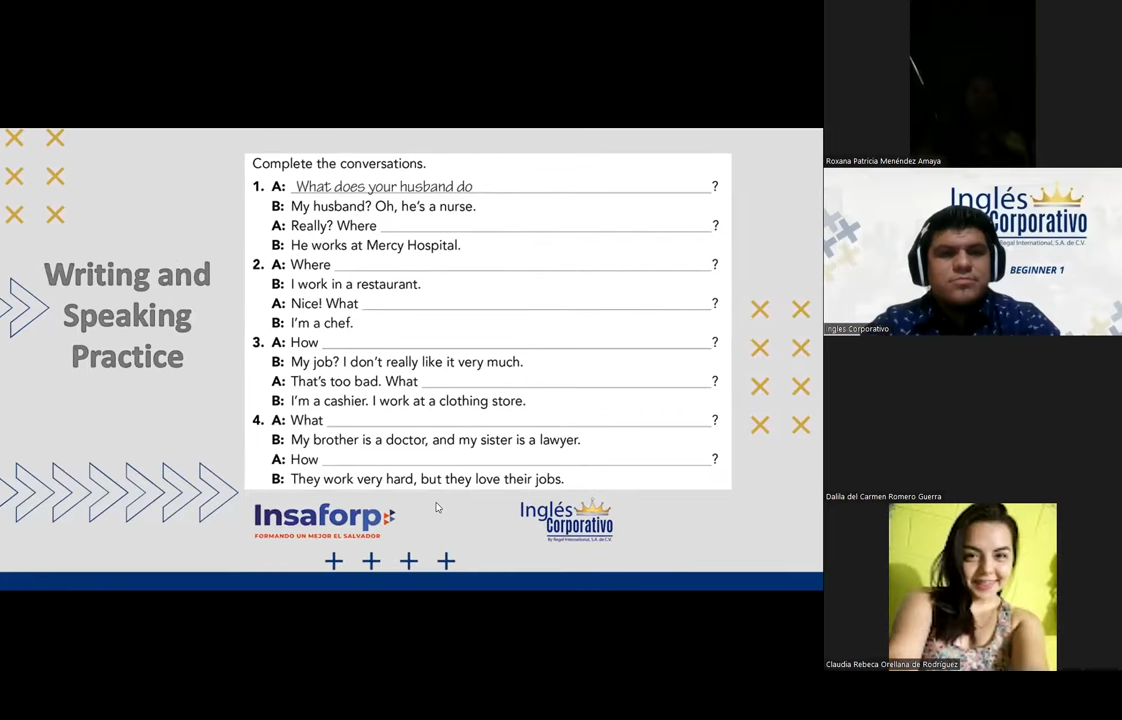 Writing and
Speaking
Practice
Complete the conversations.
1. A: What does your husband do ?
B: My husband? Oh, he's a nurse.
A: Really? Where ?
B: He works at Mercy Hospital.
2. A: Where ?
B: I work in a restaurant.
A: Nice! What ?
B: I'm a chef.
3. A: How ?
B: My job? I don't really like it very much.
A: That's too bad. What ?
B: I'm a cashier. I work at a clothing store.
4. A: What ?
B: My brother is a doctor, and my sister is a lawyer.
A: How ?
B: They work very hard, but they love their jobs.
Insaforp
FORMANDO UN MEJOR EL SALVADOR
Inglés
Corporativo
By Regal International, S.A. de C.V.
Roxana Patricia Menéndez Amaya
Inglés
Corporativo
Regal International, S.A. de C.V.
BEGINNER 1
Ingles Corporativo
Dalila del Carmen Romero Guerra
Claudia Rebeca Orellana de Rodriguez